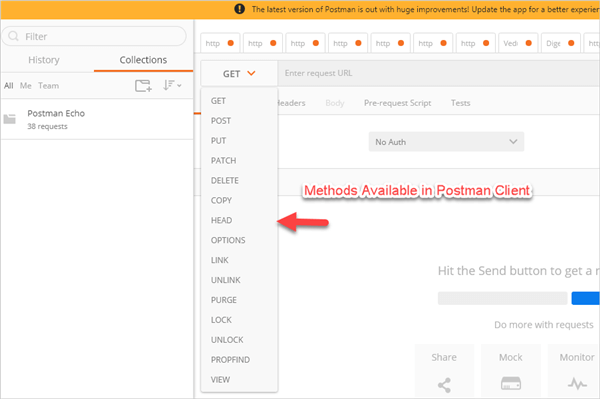 The latest version of Postman is out with huge improvements! Update the app for a better experien
Filter
History Collections
All Me Team
Postman Echo
38 requests
http http http http http http http Vedi Dige http http
GET Enter request URL
Headers Body Pre-request Script Tests
GET
POST
PUT
PATCH
DELETE
COPY
HEAD
OPTIONS
LINK
UNLINK
PURGE
LOCK
UNLOCK
PROPFIND
VIEW
No Auth
Methods Available in Postman Client
Hit the Send button to get a r
Do more with requests
Share Mock Monitor